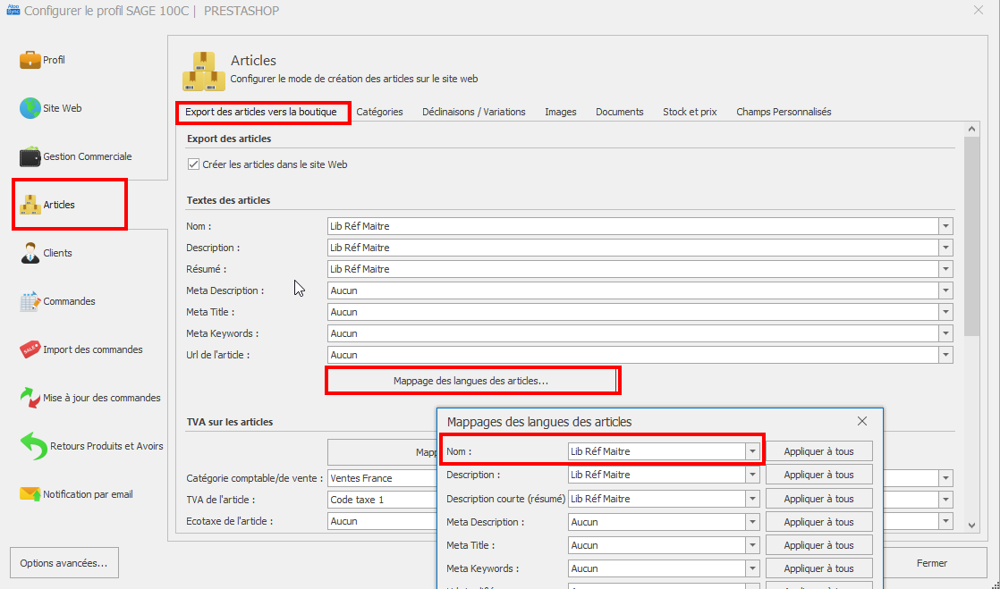 Atoo Sync Configurer le profil SAGE 100C | PRESTASHOP
Profil
Site Web
Gestion Commerciale
Articles
Clients
Commandes
SALE
Import des commandes
Mise à jour des commandes
Retours Produits et Avoirs
Notification par email
Options avancées...
Articles
Configurer le mode de création des articles sur le site web
Export des articles vers la boutique Catégories Déclinaisons / Variations Images Documents Stock et prix Champs Personnalisés
Export des articles
Créer les articles dans le site Web
Textes des articles
Nom : Lib Réf Maitre
Description : Lib Réf Maitre
Résumé : Lib Réf Maitre
Meta Description : Aucun
Meta Title : Aucun
Meta Keywords : Aucun
Url de l'article : Aucun
Mappage des langues des articles...
TVA sur les articles
Mapp
Catégorie comptable/de vente : Ventes France
TVA de l'article : Code taxe 1
Ecotaxe de l'article : Aucun
Mappages des langues des articles
Nom : Lib Réf Maitre Appliquer à tous
Description : Lib Réf Maitre Appliquer à tous
Description courte (résumé) Lib Réf Maitre Appliquer à tous
Meta Description : Aucun Appliquer à tous
Meta Title : Aucun Appliquer à tous
Meta Keywords : Aucun Appliquer à tous
Fermer